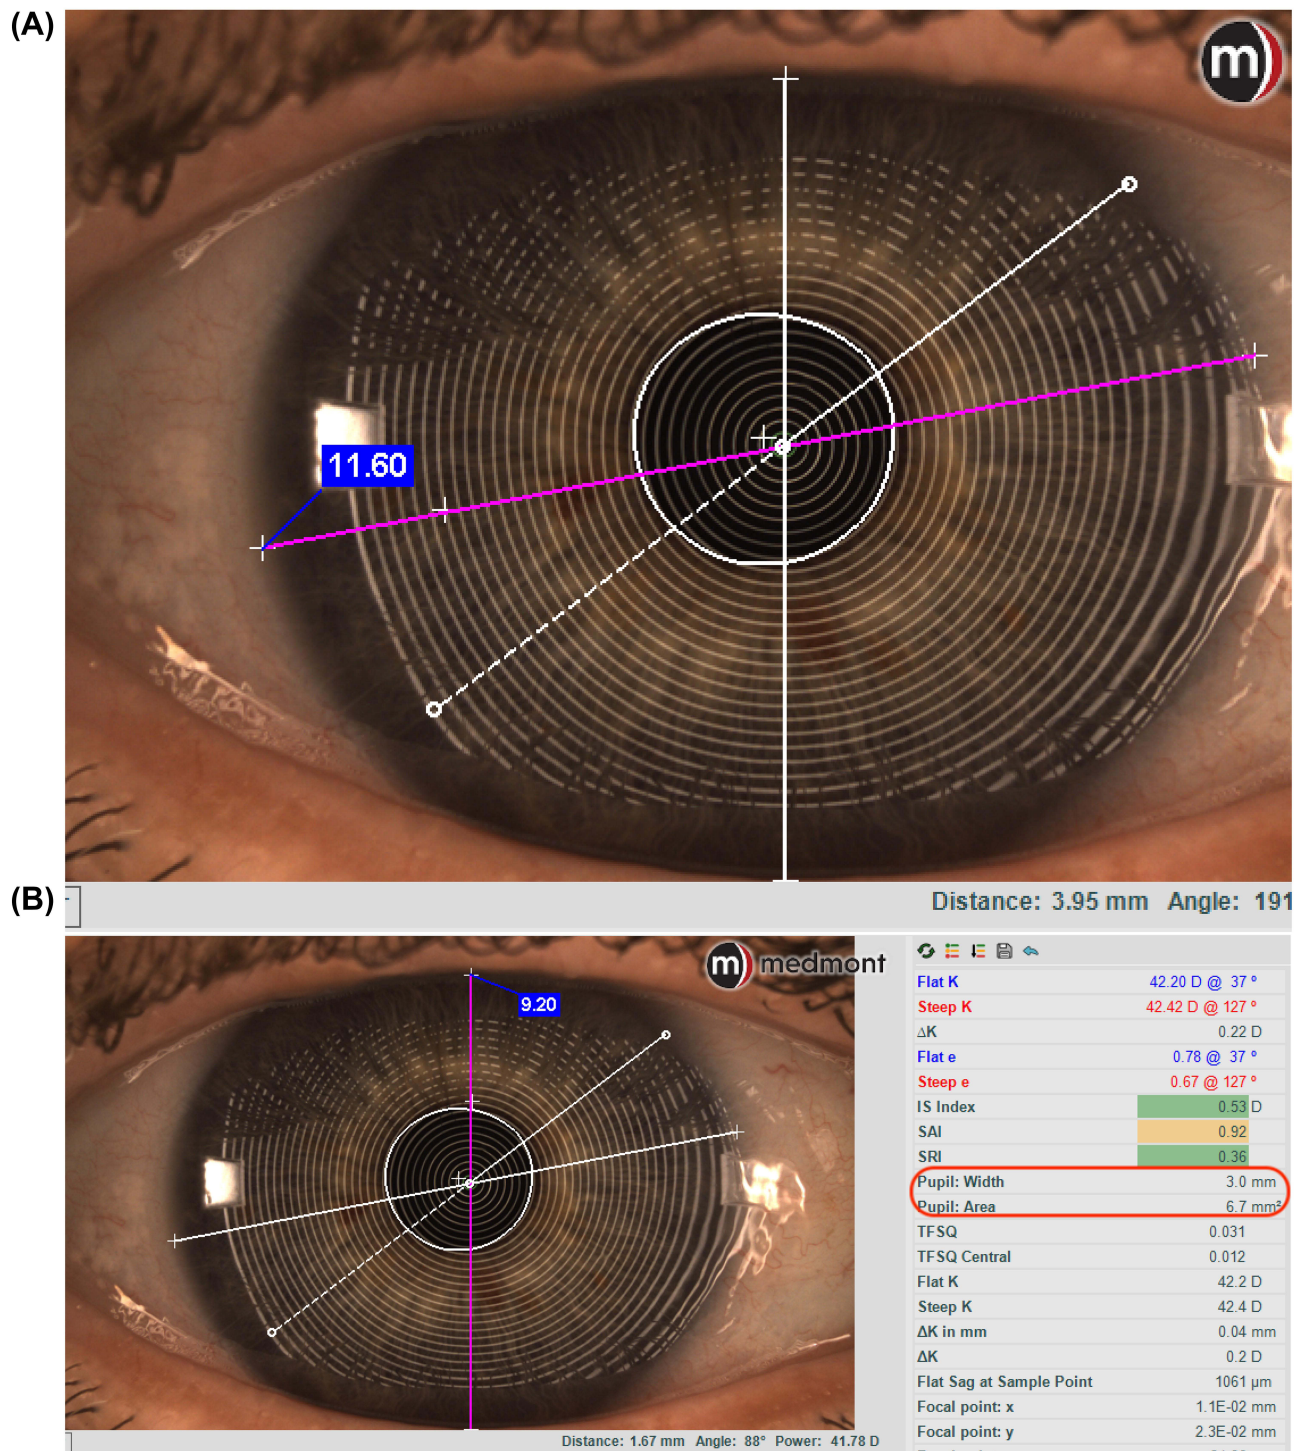 (A)
m
11.60
(B)
Distance: 3.95 mm Angle: 191
m medmont
9.20
Flat K 42.20 D @ 37 °
Steep K 42.42 D @ 127 °
ΔK 0.22 D
Flat e 0.78 @ 37 °
Steep e 0.67 @ 127 °
IS Index 0.53 D
SAI 0.92
SRI 0.36
Pupil: Width 3.0 mm
Pupil: Area 6.7 mm²
TFSQ 0.031
TFSQ Central 0.012
Flat K 42.2 D
Steep K 42.4 D
ΔK in mm 0.04 mm
ΔK 0.2 D
Flat Sag at Sample Point 1061 µm
Focal point: x 1.1E-02 mm
Focal point: y 2.3E-02 mm
Distance: 1.67 mm Angle: 88° Power: 41.78 D